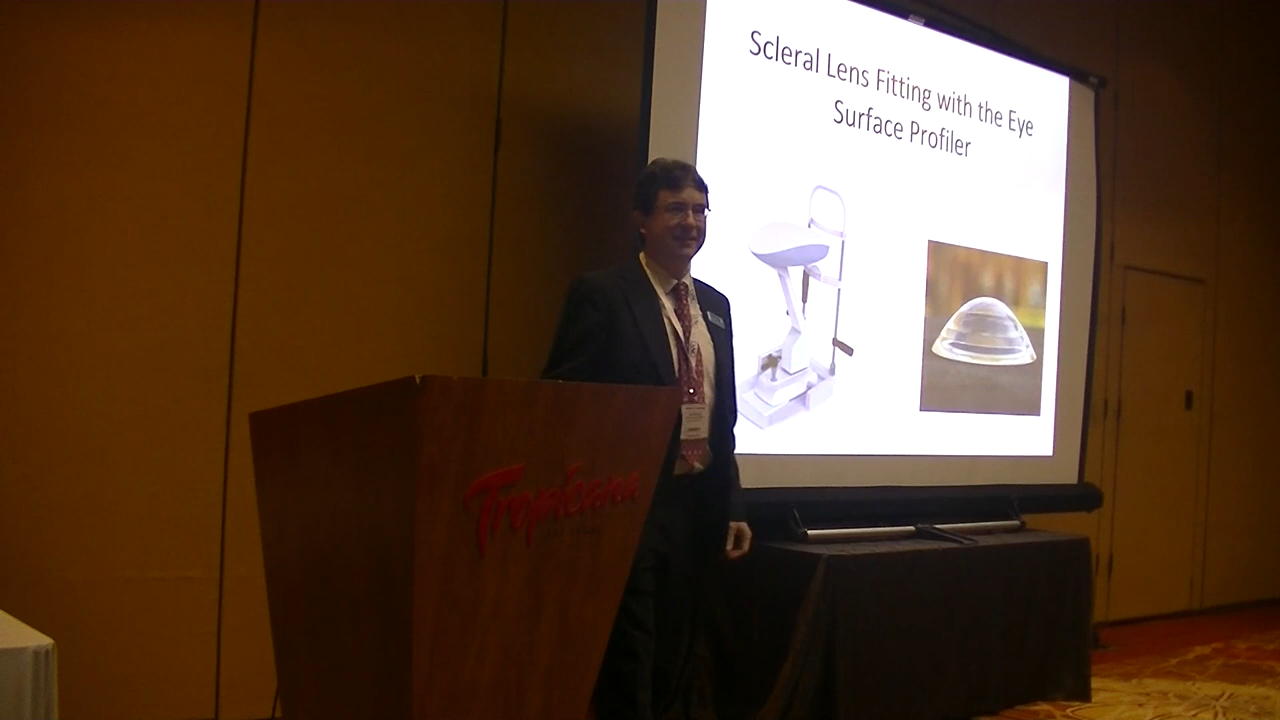 Scleral Lens Fitting with the Eye
Surface Profiler
Tropicana